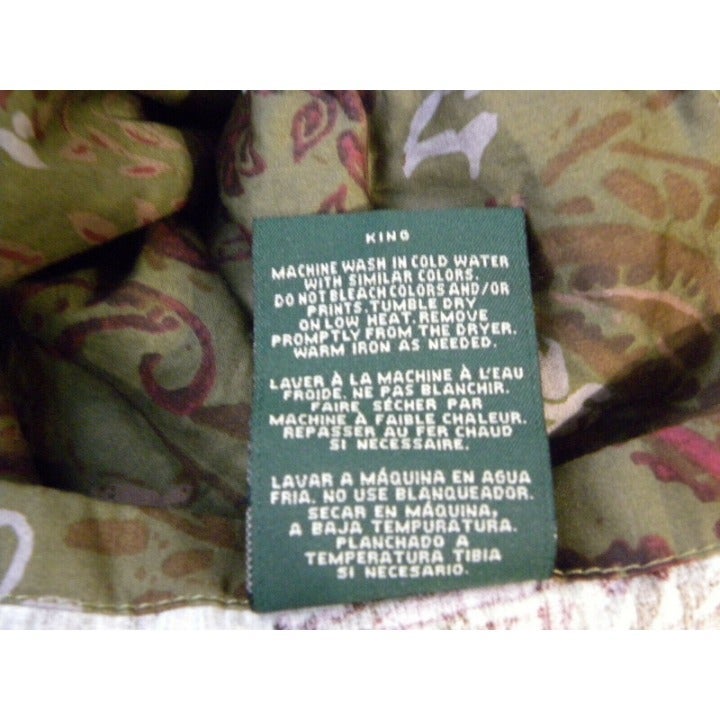 KING
MACHINE WASH IN COLD WATER
WITH SIMILAR COLORS.
DO NOT BLEACH COLORS AND/OR
PRINTS. TUMBLE DRY
ON LOW HEAT. REMOVE
PROMPTLY FROM THE DRYER.
WARM IRON AS NEEDED.
LAVER À LA MACHINE À L'EAU
FROIDE. NE PAS BLANCHIR.
FAIRE SÉCHER PAR
MACHINE À FAIBLE CHALEUR.
REPASSER AU FER CHAUD
SI NECESSAIRE.
LAVAR A MÁQUINA EN AGUA
FRIA. NO USE BLANQUEADOR.
SECAR EN MÁQUINA,
A BAJA TEMPURATURA.
PLANCHADO A
TEMPERATURA TIBIA
SI NECESARIO.